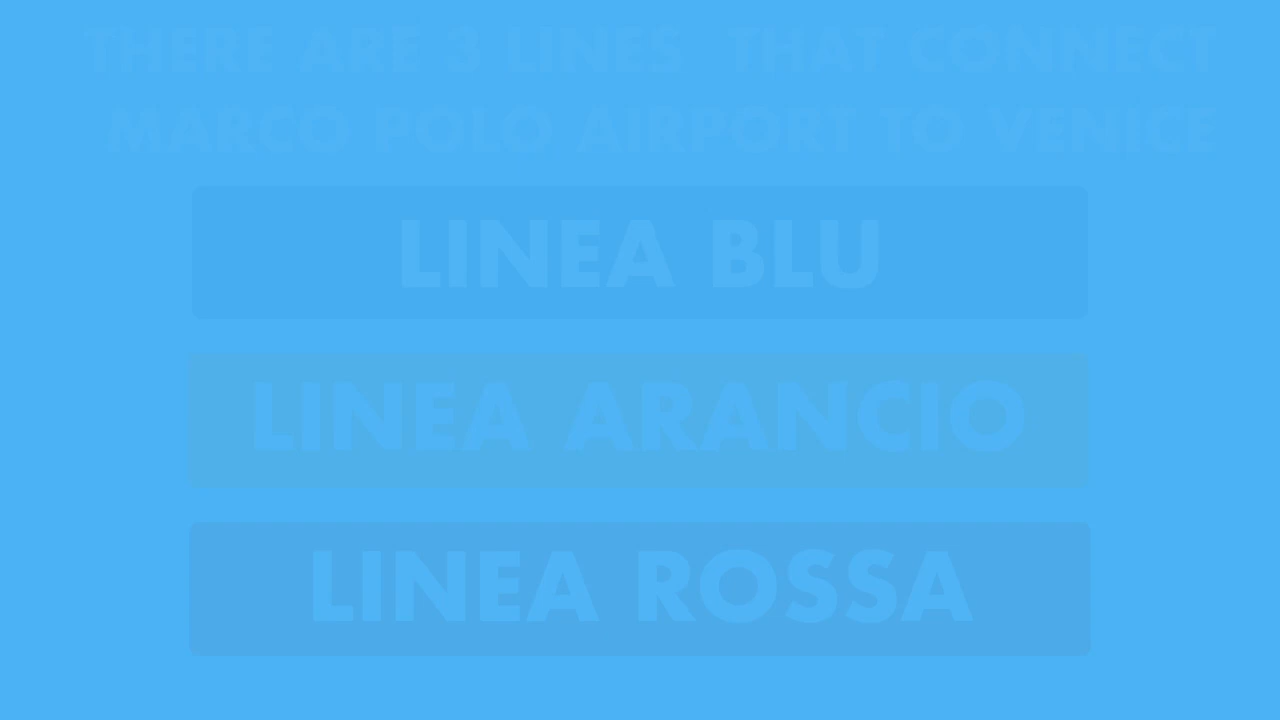 THERE ARE 3 LINES THAT CONNECT
MARCO POLO AIRPORT TO VENICE
LINEA BLU
LINEA ARANCIO
LINEA ROSSA